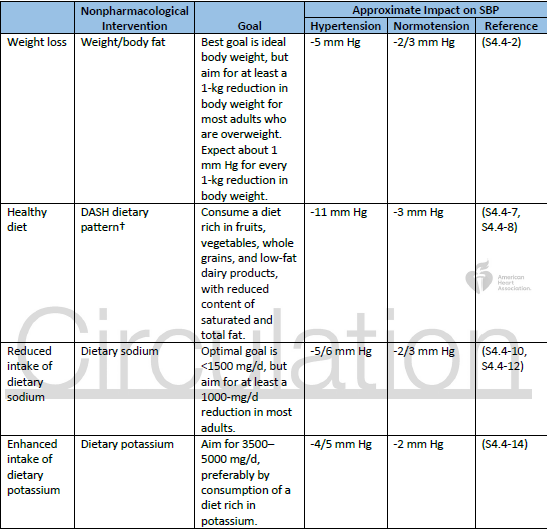 Nonpharmacological
Intervention
Goal
Approximate Impact on SBP
Hypertension Normotension Reference
Weight loss Weight/body fat Best goal is ideal -5 mm Hg -2/3 mm Hg (S4.4-2)
body weight, but
aim for at least a
1-kg reduction in
body weight for
most adults who
are overweight.
Expect about 1
mm Hg for every
1-kg reduction in
body weight.
Healthy DASH dietary Consume a diet -11 mm Hg -3 mm Hg (S4.4-7,
diet pattern† rich in fruits, S4.4-8)
vegetables, whole
grains, and low-fat
dairy products,
with reduced
content of
saturated and
total fat.
American
Heart
Association.
Circulation
Reduced Dietary sodium Optimal goal is -5/6 mm Hg -2/3 mm Hg (S4.4-10,
intake of <1500 mg/d, but S4.4-12)
dietary aim for at least a
sodium 1000-mg/d
reduction in most
adults.
Enhanced Dietary potassium Aim for 3500– -4/5 mm Hg -2 mm Hg (S4.4-14)
intake of 5000 mg/d,
dietary preferably by
potassium consumption of a
diet rich in
potassium.